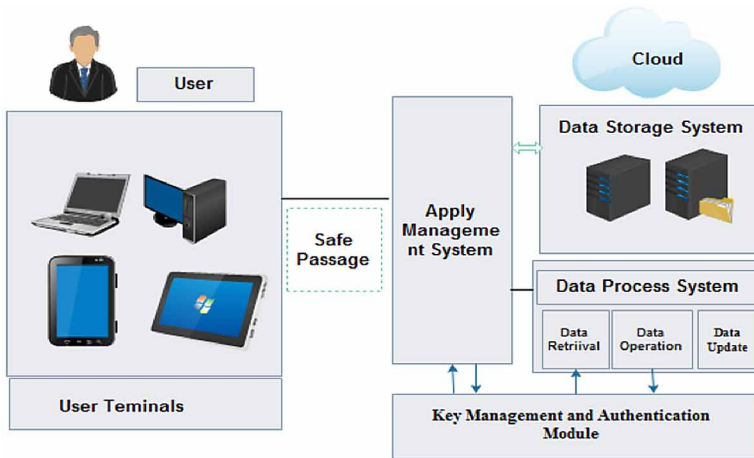 User
Cloud
Data Storage System
Safe
Passage
Apply
Manageme
nt System
Data Process System
Data
Retriival
Data
Operation
Data
Update
User Teminals
Key Management and Authentication
Module